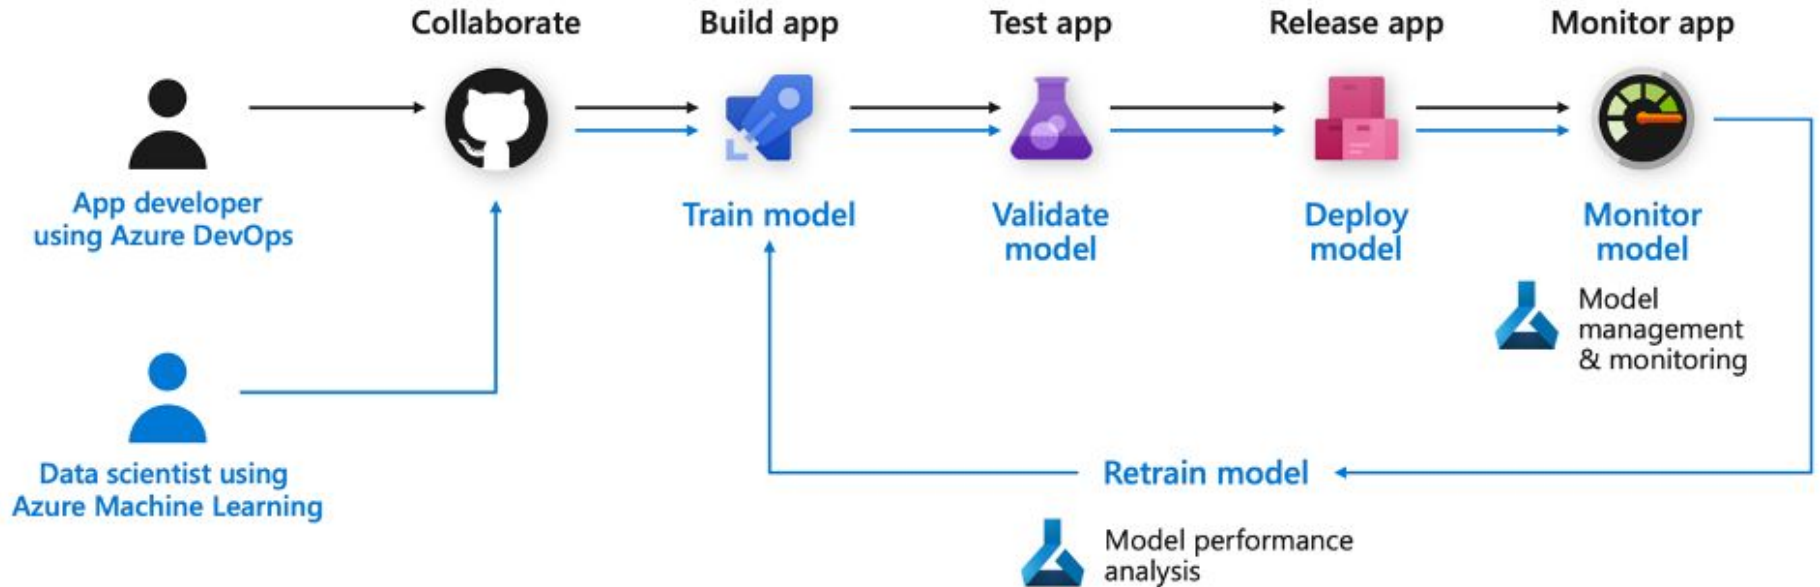 Collaborate
Build app
Test app
Release app
Monitor app
App developer
using Azure DevOps
Train model
Validate
model
Deploy
model
Monitor
model
Model
management
& monitoring
Data scientist using
Azure Machine Learning
Retrain model
Model performance
analysis